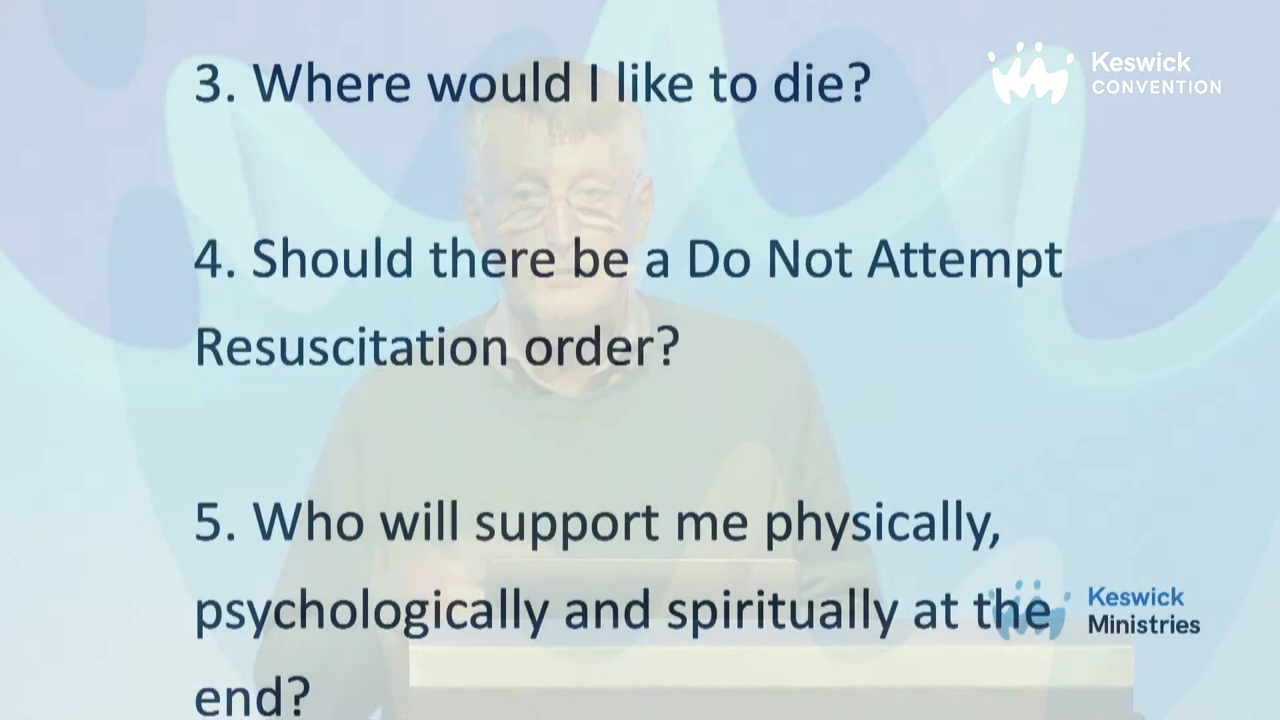 3. Where would I like to die?
Keswick
CONVENTION
4. Should there be a Do Not Attempt
Resuscitation order?
5. Who will support me physically,
psychologically and spiritually at the
end?
Keswick
Ministries